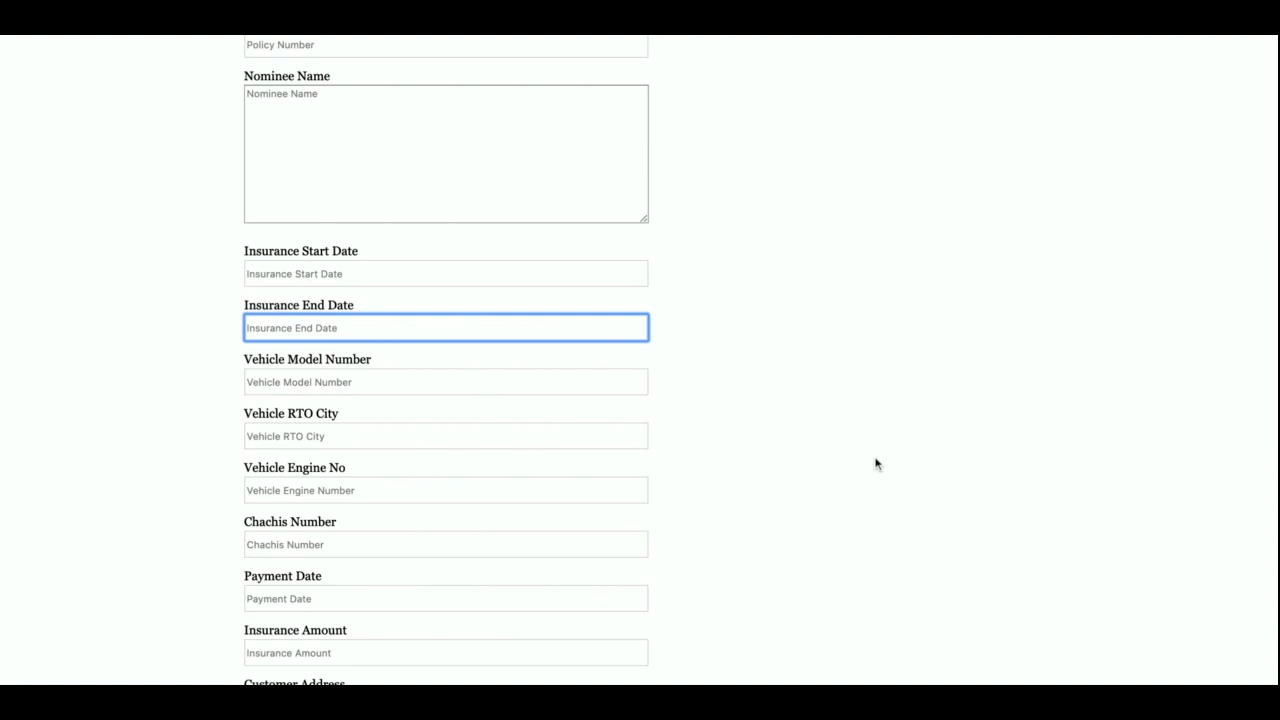 Policy Number
Nominee Name
Nominee Name
Insurance Start Date
Insurance Start Date
Insurance End Date
Insurance End Date
Vehicle Model Number
Vehicle Model Number
Vehicle RTO City
Vehicle RTO City
Vehicle Engine No
Vehicle Engine Number
Chachis Number
Chachis Number
Payment Date
Payment Date
Insurance Amount
Insurance Amount
Customer Address